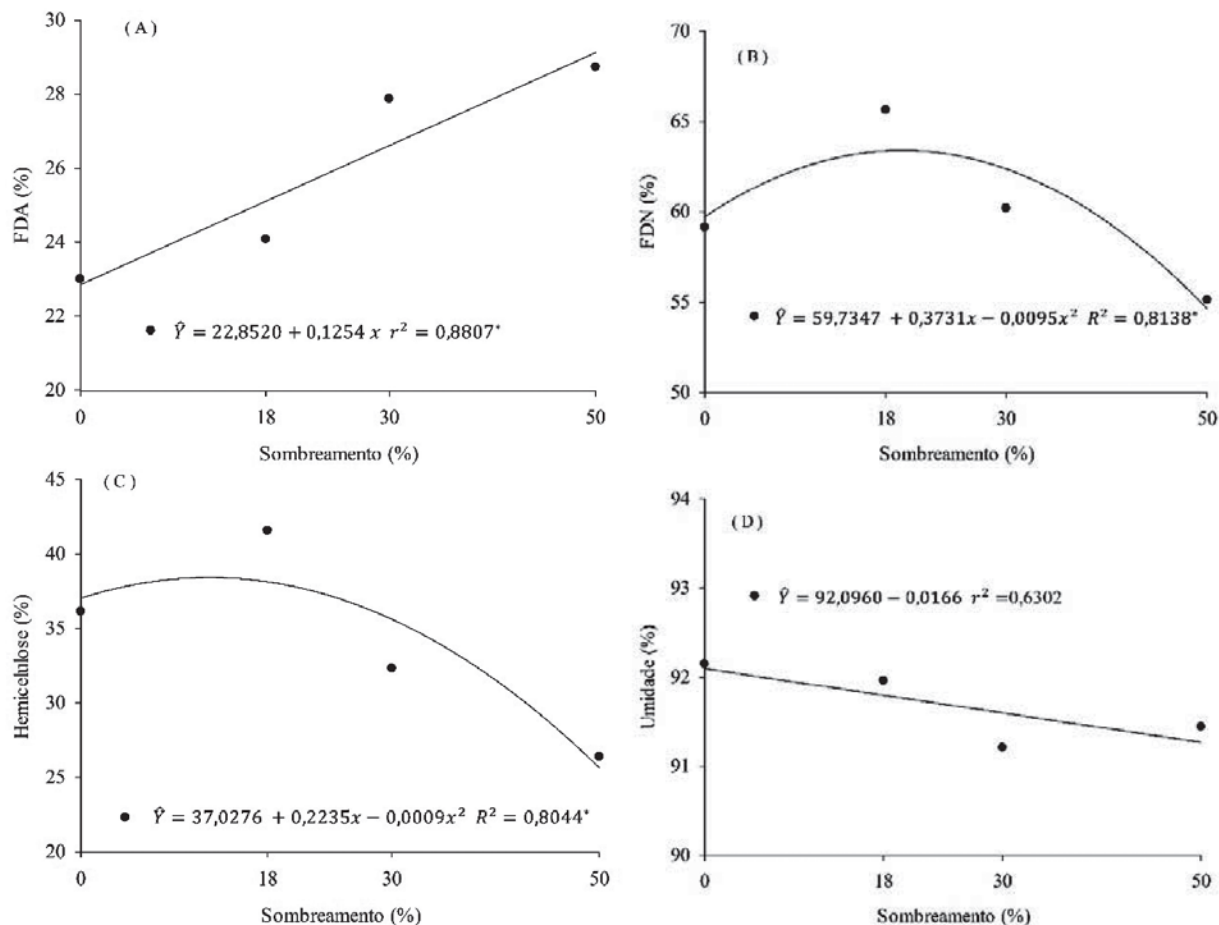 (A)
FDA (%)
30
28
26
24
22
20
Ŷ = 22,8520 + 0,1254 x r² = 0,8807*
0 18 30 50
Sombreamento (%)
(B)
FDN (%)
70
65
60
55
50
Ŷ = 59,7347 + 0,3731x − 0,0095x² R² = 0,8138*
0 18 30 50
Sombreamento (%)
(C)
Hemicelulose (%)
45
40
35
30
25
20
Ŷ = 37,0276 + 0,2235x − 0,0009x² R² = 0,8044*
0 18 30 50
Sombreamento (%)
(D)
Umidade (%)
94
93
92
91
90
Ŷ = 92,0960 − 0,0166 r² =0,6302
0 18 30 50
Sombreamento (%)